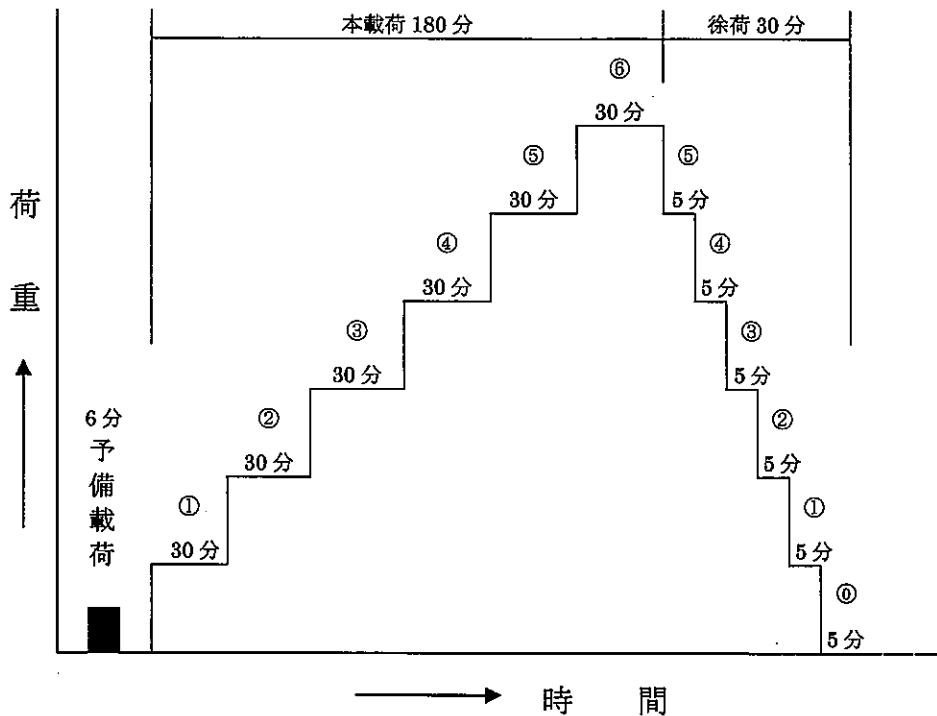 本載荷 180 分
徐荷 30 分
⑥
30 分
⑤
30 分
⑤
5 分
④
30 分
④
5 分
③
30 分
③
5 分
②
30 分
②
5 分
①
30 分
①
5 分
⓪
5 分
荷重
6 分
予備載荷
時間